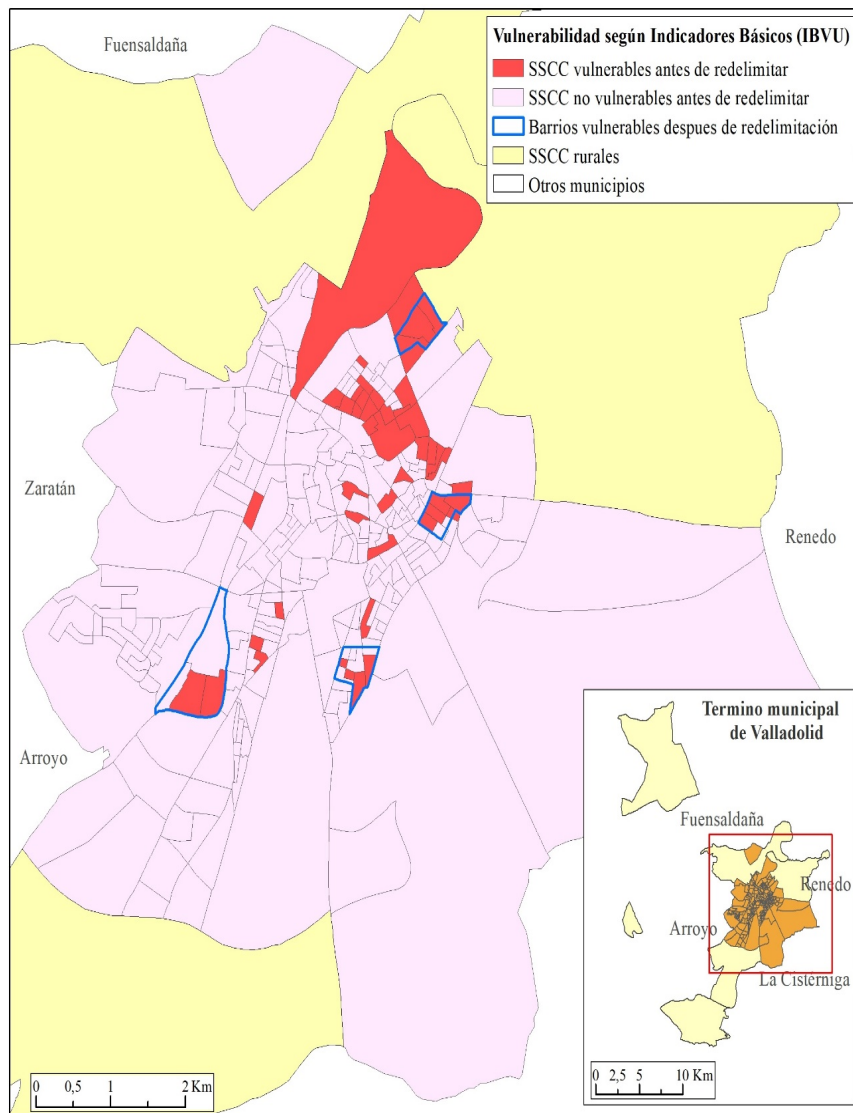 Fuensaldaña
Vulnerabilidad según Indicadores Básicos (IBVU)
SSCC vulnerables antes de redelimitar
SSCC no vulnerables antes de redelimitar
Barrios vulnerables despues de redelimitación
SSCC rurales
Otros municipios
Zaratán
Renedo
Arroyo
Termino municipal
de Valladolid
Fuensaldaña
Renedo
Arroyo
La Cistérniga
0 0,5 1 2 Km
0 2,5 5 10 Km